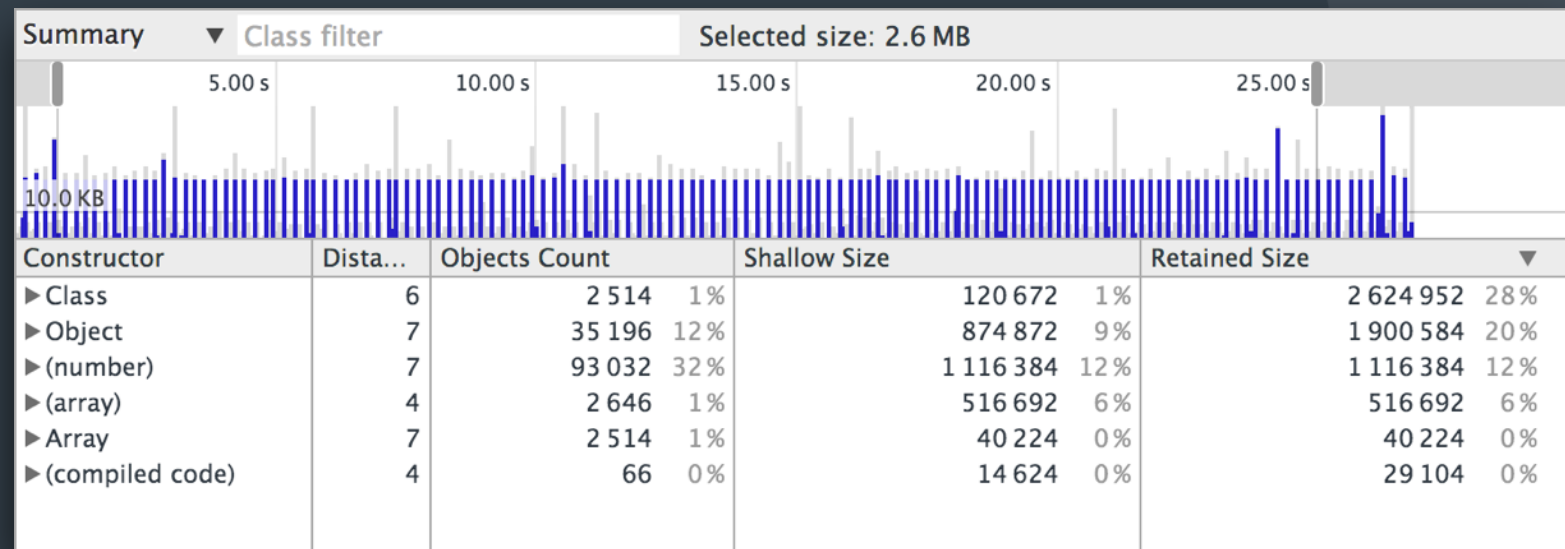 Summary ▼ Class filter Selected size: 2.6 MB
5.00 s 10.00 s 15.00 s 20.00 s 25.00 s
10.0 KB
Constructor Dista... Objects Count Shallow Size Retained Size ▼
▶ Class 6 2 514 1% 120 672 1% 2 624 952 28%
▶ Object 7 35 196 12% 874 872 9% 1 900 584 20%
▶ (number) 7 93 032 32% 1 116 384 12% 1 116 384 12%
▶ (array) 4 2 646 1% 516 692 6% 516 692 6%
▶ Array 7 2 514 1% 40 224 0% 40 224 0%
▶ (compiled code) 4 66 0% 14 624 0% 29 104 0%